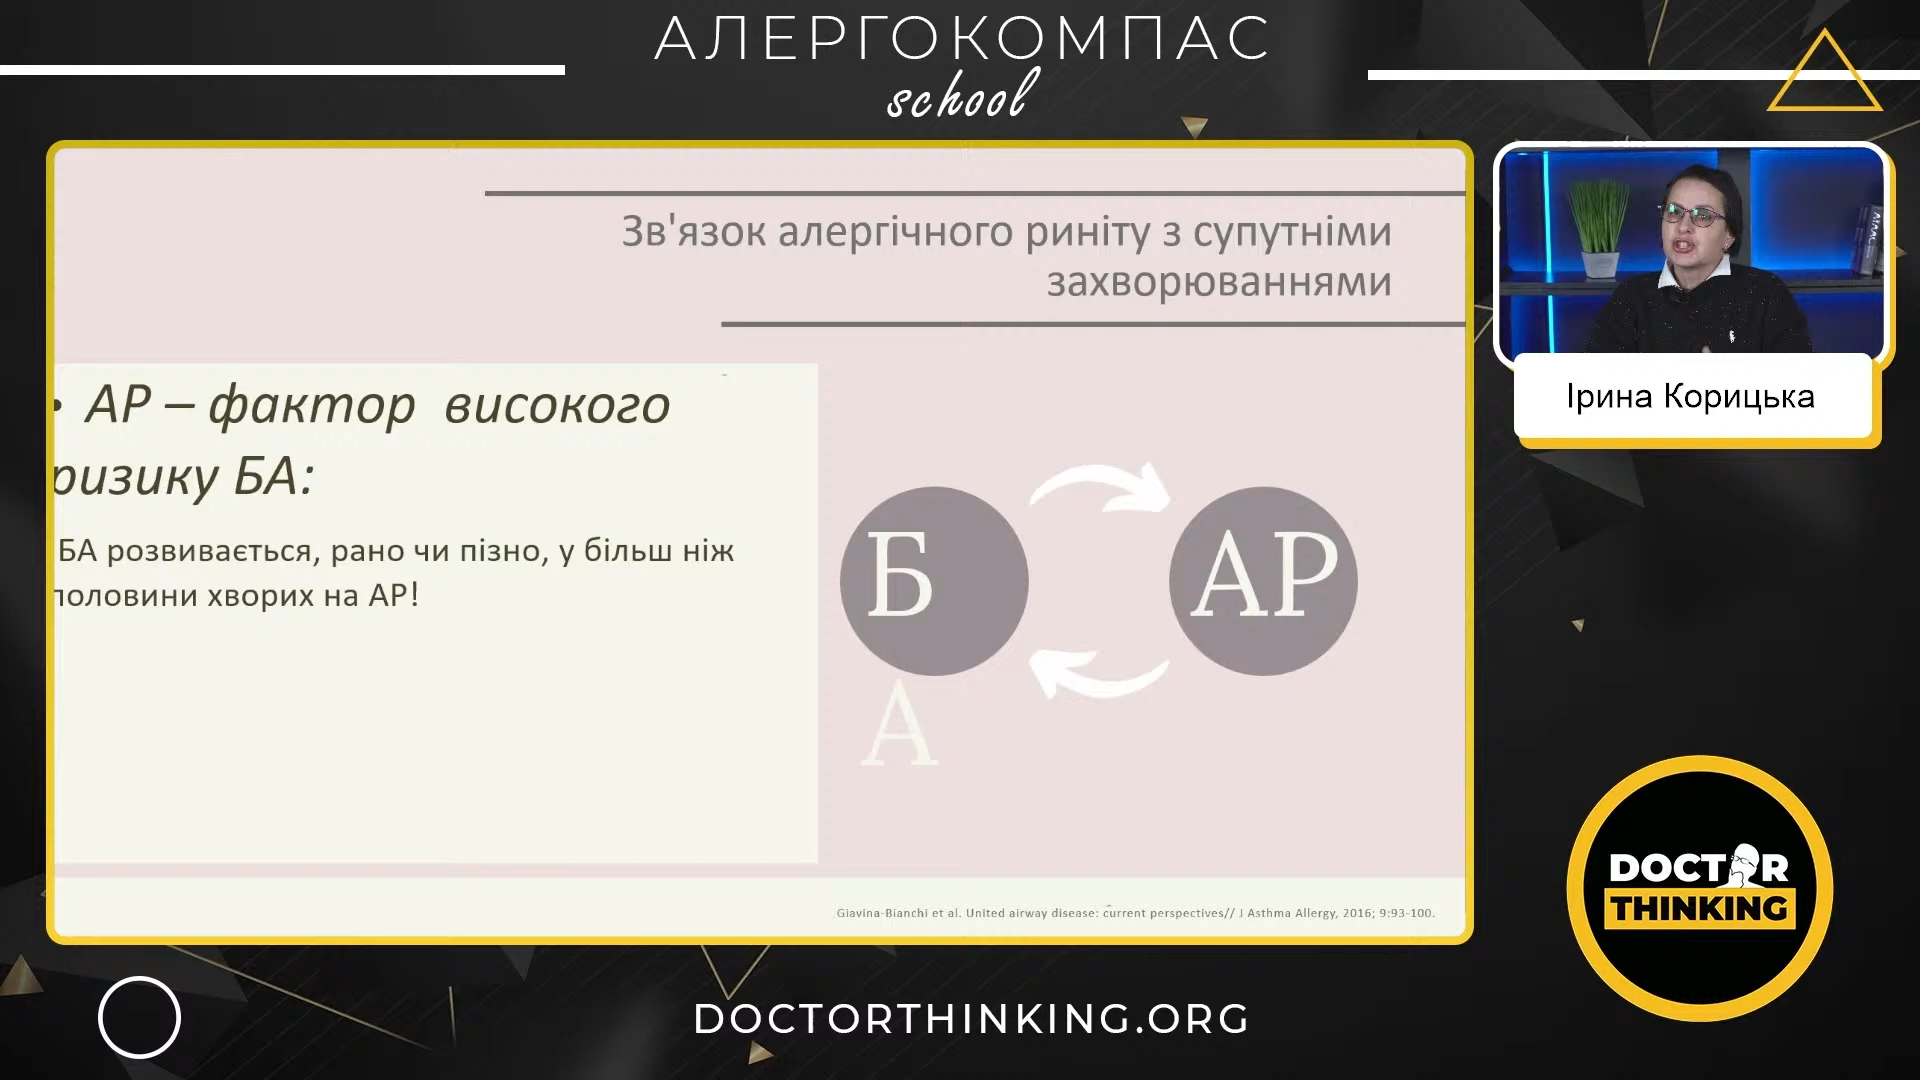 АЛЕРГОКОМПАС
school
Зв'язок алергічного риніту з супутніми
захворюваннями
• АР – фактор високого
ризику БА:
БА розвивається, рано чи пізно, у більш ніж
половини хворих на АР!
Б
А
АР
Giavina-Bianchi et al. United airway disease: current perspectives// J Asthma Allergy, 2016; 9:93-100.
Ірина Корицька
DOCTOR
THINKING
DOCTORTHINKING.ORG